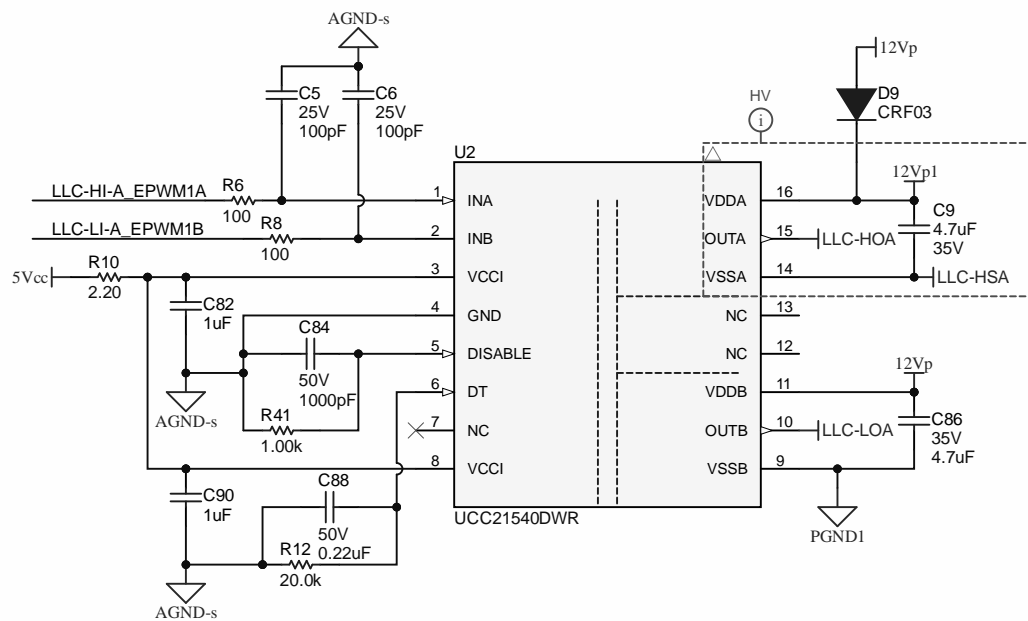 AGND-s
12Vp
C5
25V
100pF
C6
25V
100pF
HV
i
D9
CRF03
U2
12Vp1
LLC-HI-A_EPWM1A
R6
100
1
INA
VDDA
16
C9
4.7uF
35V
LLC-LI-A_EPWM1B
R8
100
2
INB
OUTA
15
LLC-HOA
5Vcc
R10
2.20
3
VCCI
VSSA
14
LLC-HSA
C82
1uF
4
GND
NC
13
C84
50V
1000pF
5
DISABLE
NC
12
AGND-s
R41
1.00k
6
DT
VDDB
11
12Vp
7
NC
OUTB
10
LLC-LOA
C86
35V
4.7uF
8
VCCI
VSSB
9
C90
1uF
C88
50V
0.22uF
R12
20.0k
UCC21540DWR
PGND1
AGND-s